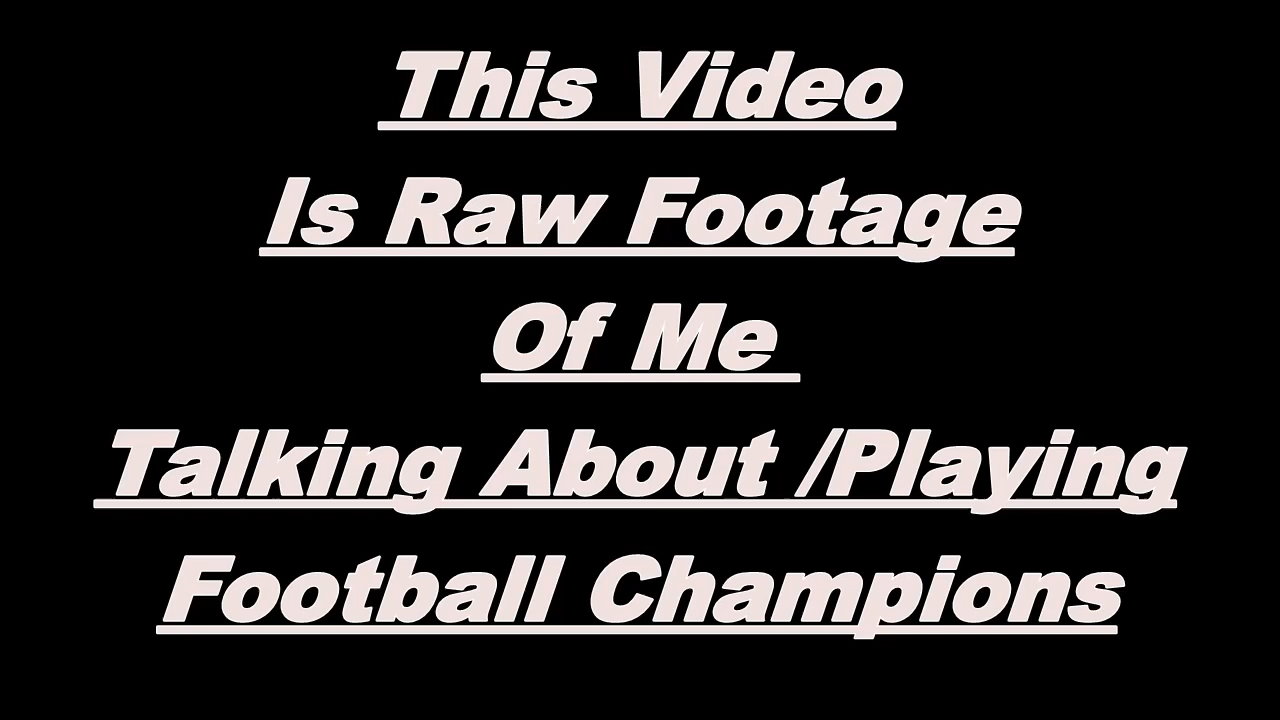 This Video
Is Raw Footage
Of Me
Talking About /Playing
Football Champions